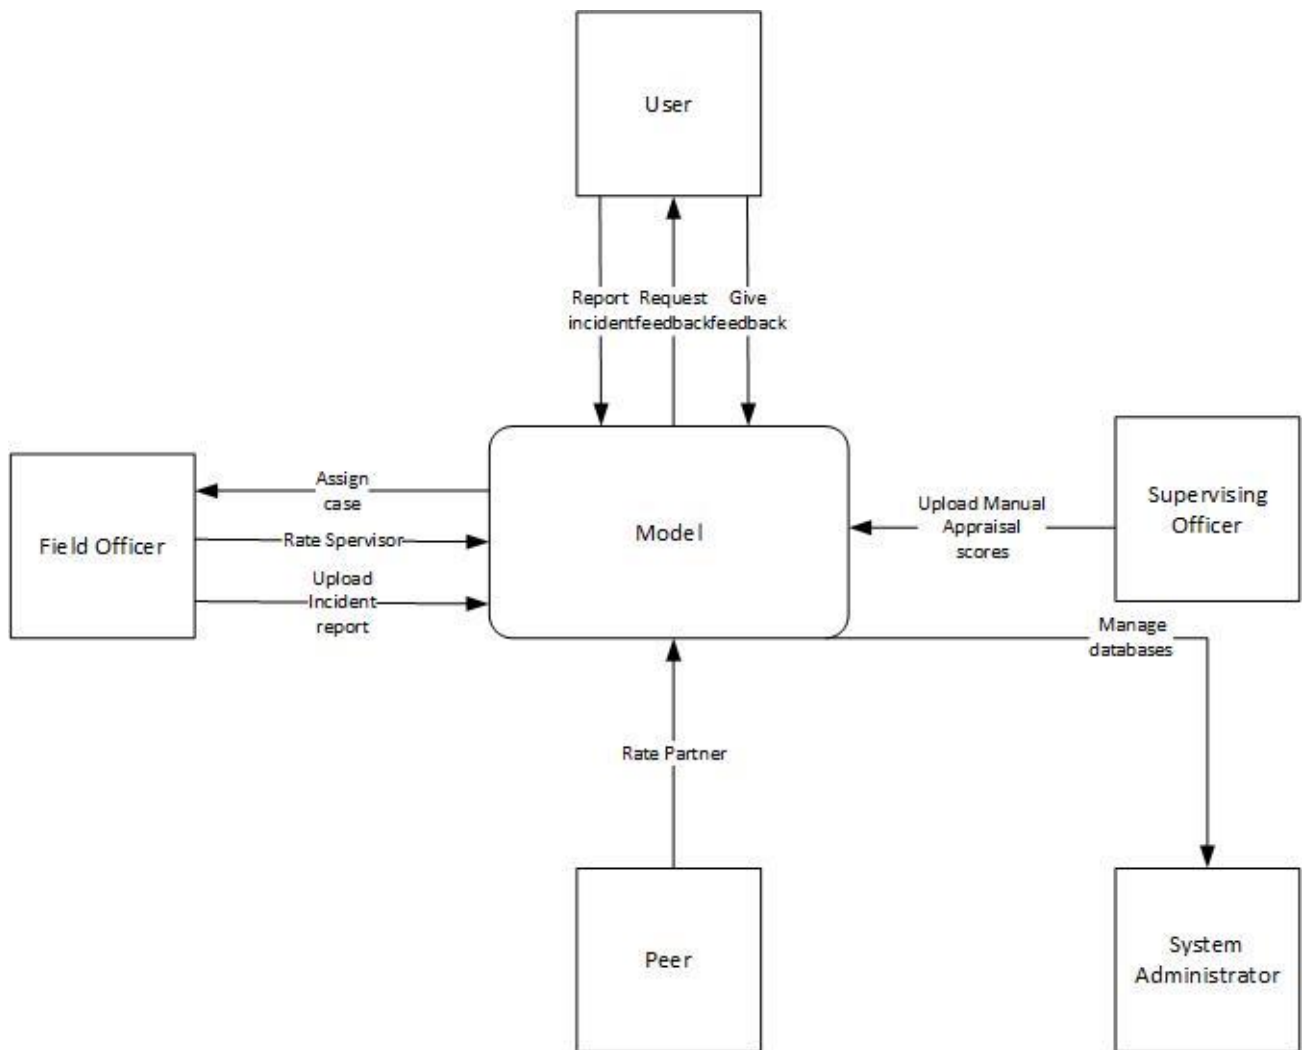 User
Report Request Give
incident feedback feedback
Assign
case
Field Officer
Rate Spervisor
Upload
Incident
report
Model
Upload Manual
Appraisal
scores
Supervising
Officer
Manage
databases
Rate Partner
Peer
System
Administrator